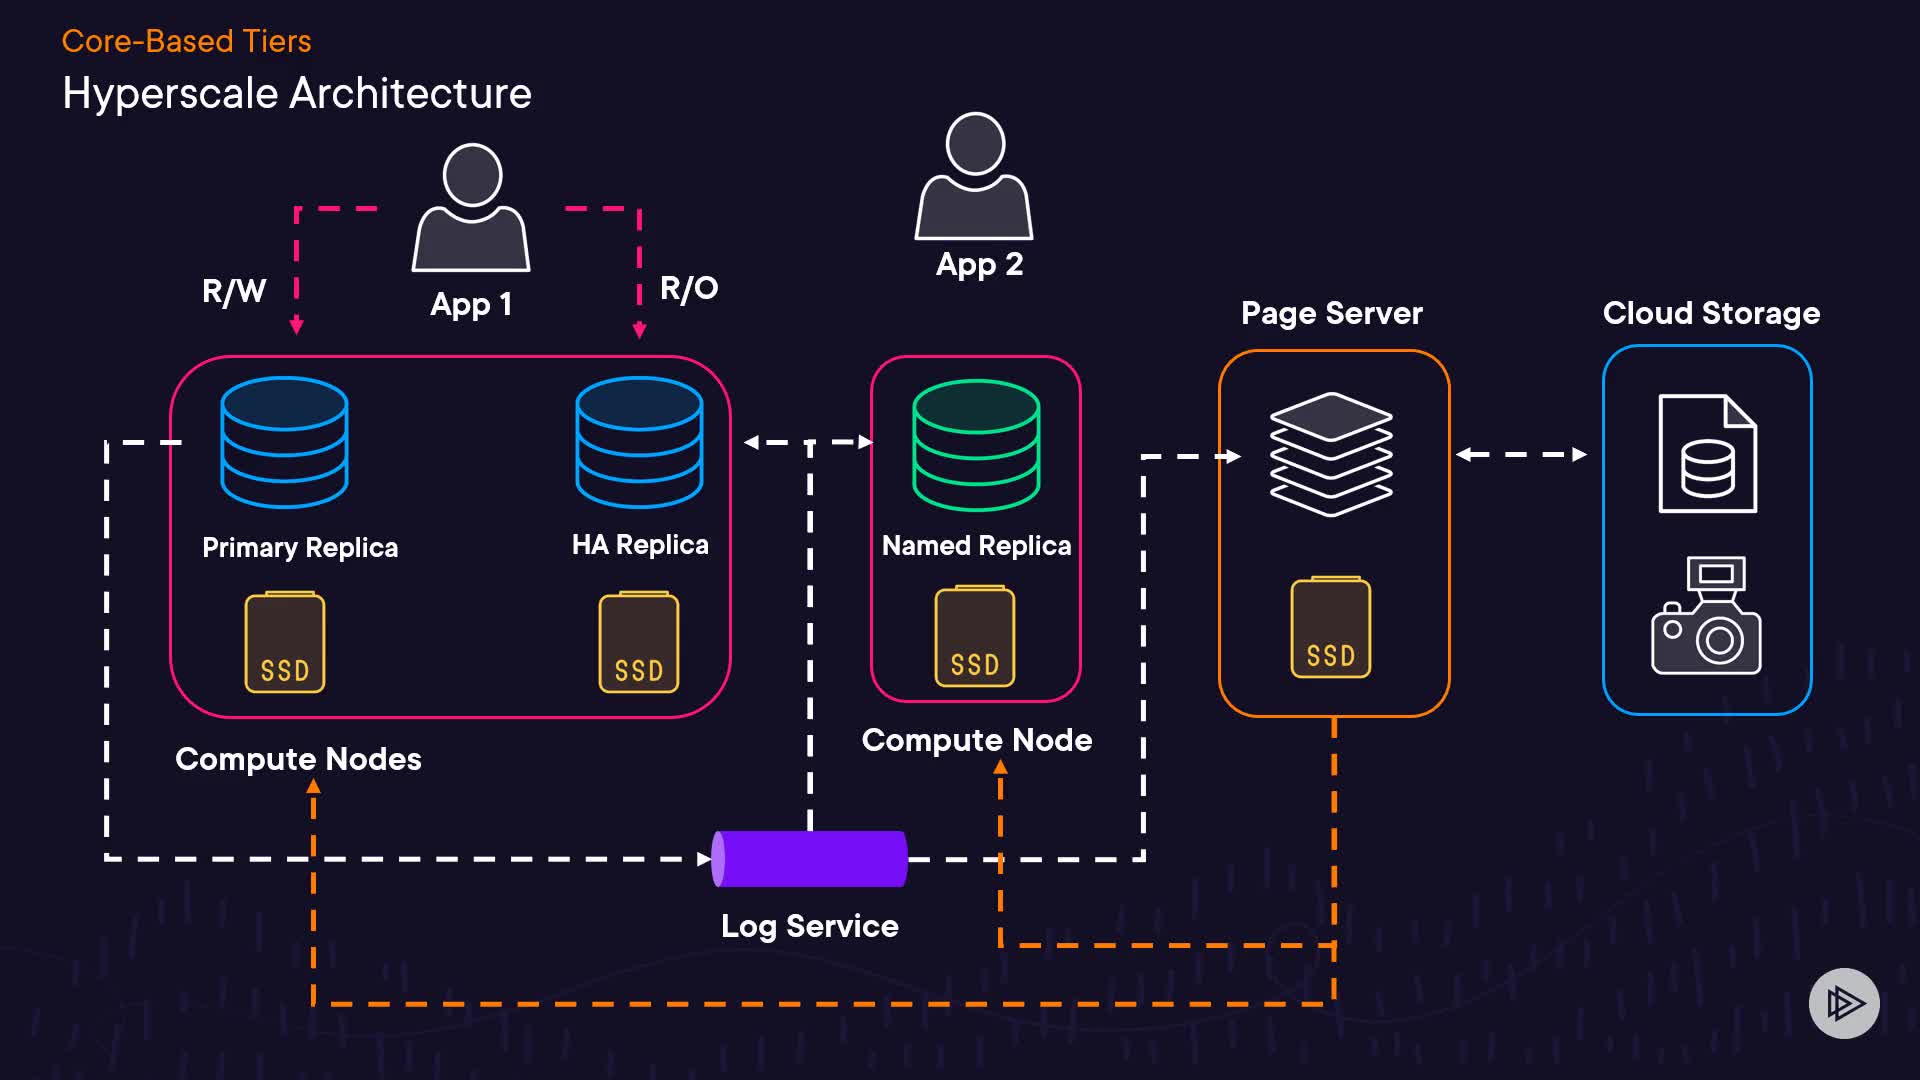 Core-Based Tiers
Hyperscale Architecture
App 1
App 2
R/W
R/O
Page Server
Cloud Storage
Primary Replica
HA Replica
Named Replica
SSD
SSD
SSD
SSD
Compute Nodes
Compute Node
Log Service